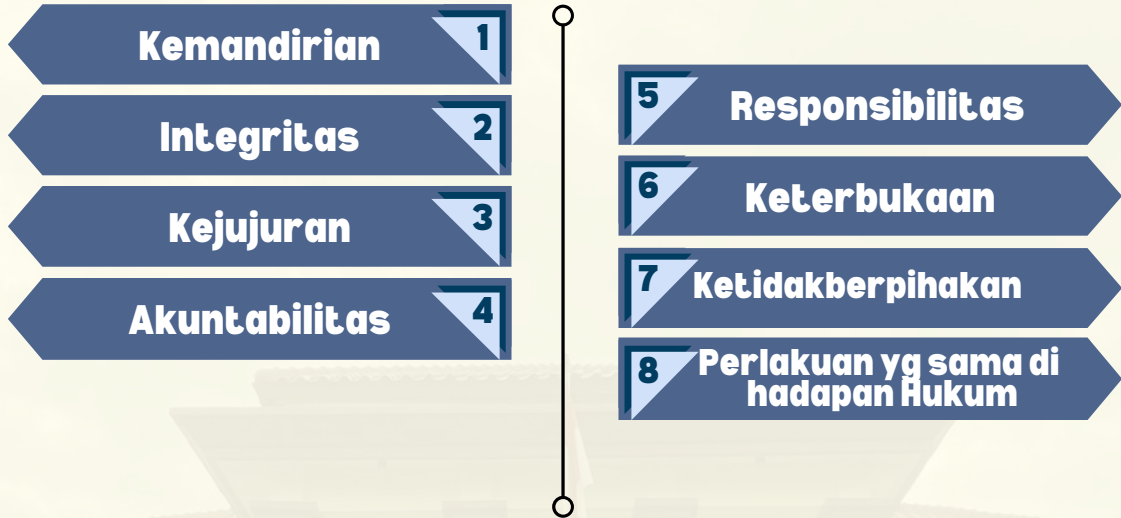 Kemandirian 1
Integritas 2
Kejujuran 3
Akuntabilitas 4
5 Responsibilitas
6 Keterbukaan
7 Ketidakberpihakan
8 Perlakuan yg sama di
hadapan Hukum